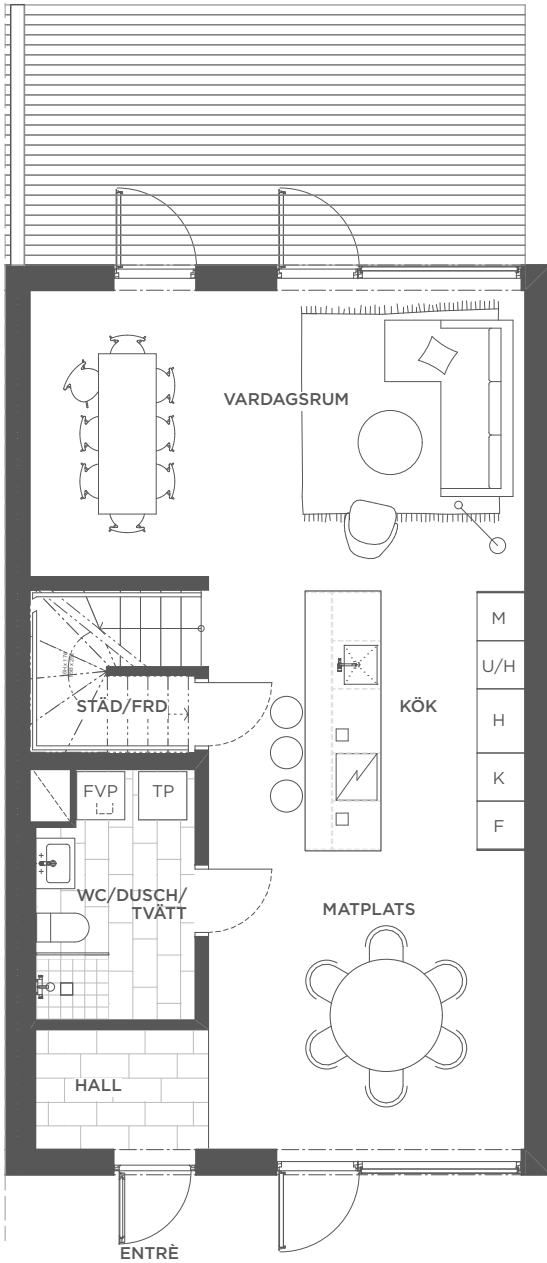 VARDAGSRUM
M
U/H
STÄD/FRD
KÖK
H
K
FVP
TP
F
WC/DUSCH/
TVÄTT
MATPLATS
HALL
ENTRÈ